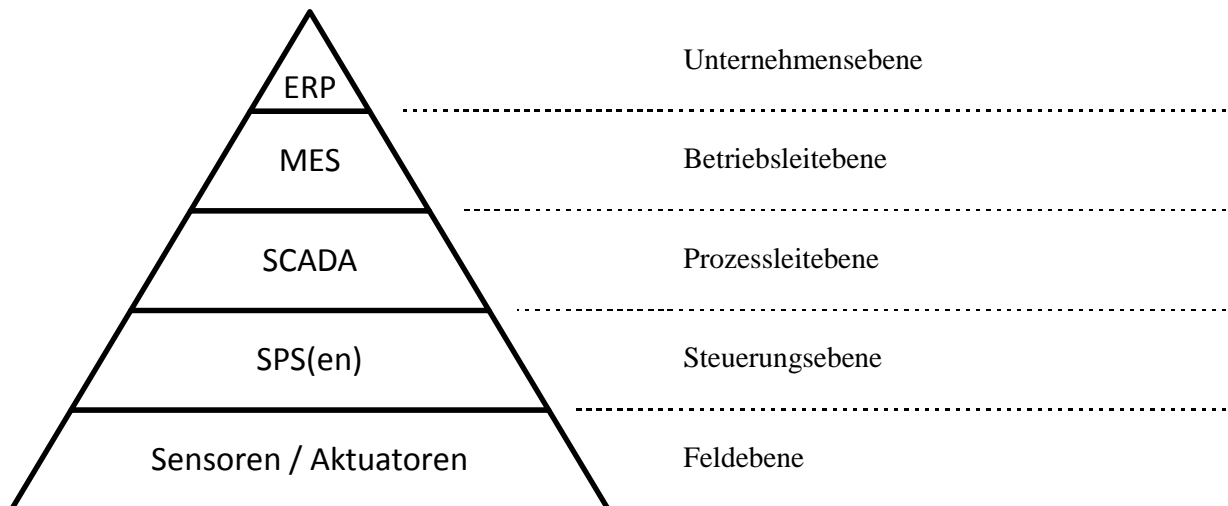 ERP
Unternehmensebene
MES
Betriebsleitebene
SCADA
Prozessleitebene
SPS(en)
Steuerungsebene
Sensoren / Aktuatoren
Feldebene